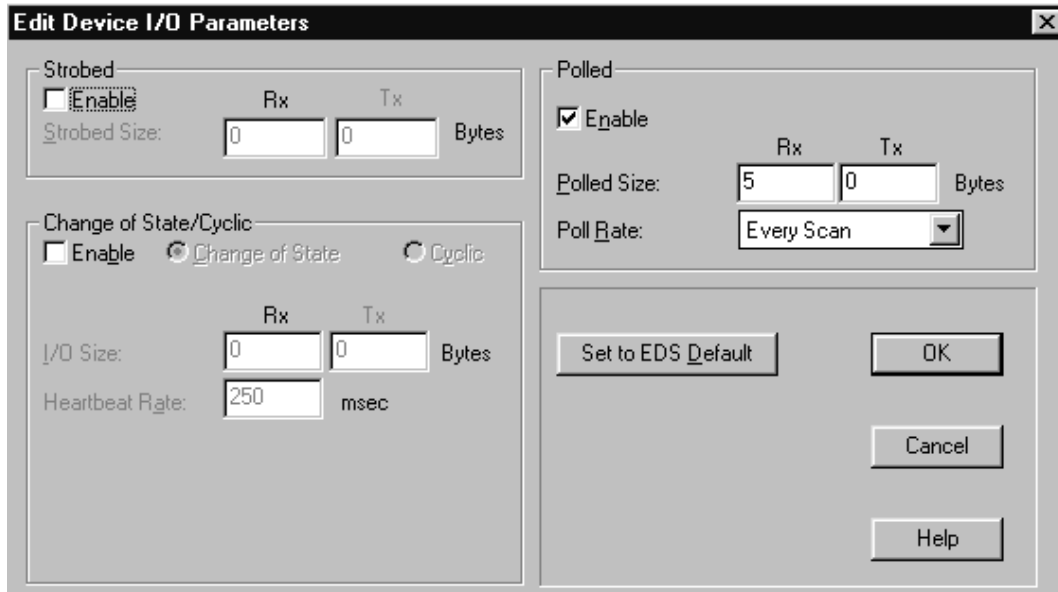 Edit Device I/O Parameters
Strobed
Enable
Rx Tx
Strobed Size: 0 0 Bytes
Change of State/Cyclic
Enable Change of State Cyclic
Rx Tx
I/O Size: 0 0 Bytes
Heartbeat Rate: 250 msec
Polled
Enable
Rx Tx
Polled Size: 5 0 Bytes
Poll Rate: Every Scan
Set to EDS Default
OK
Cancel
Help